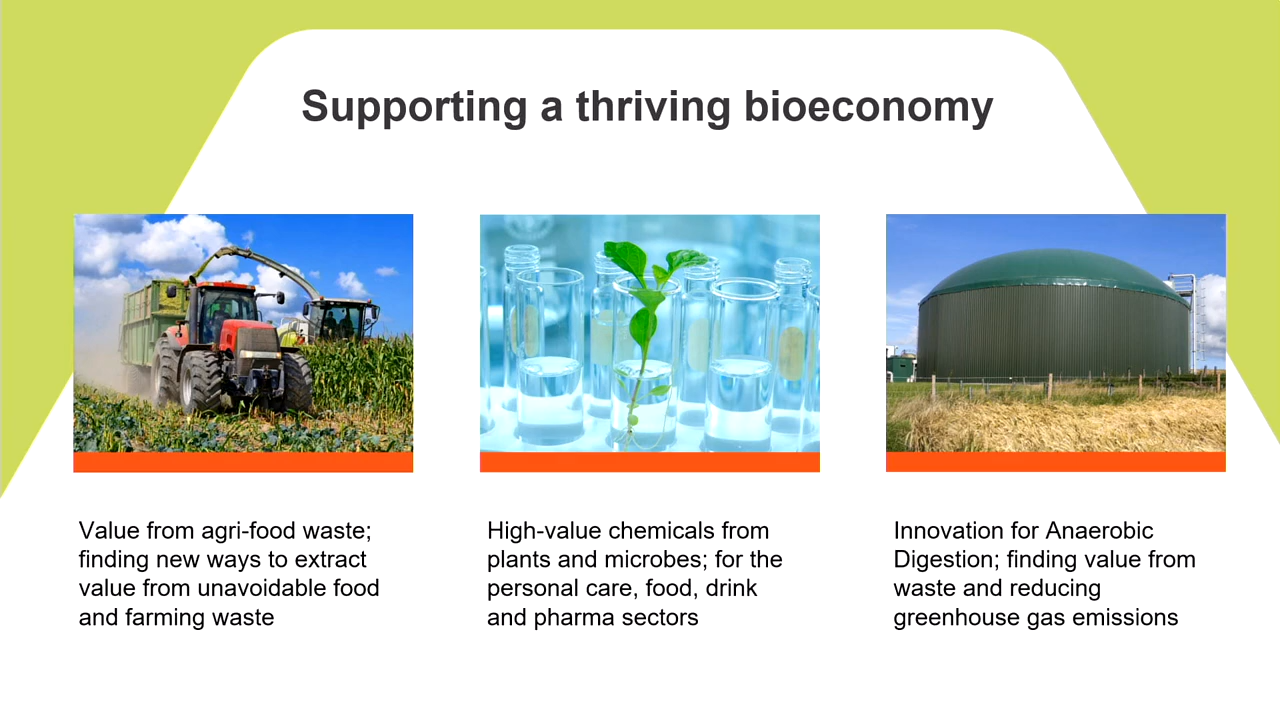 Supporting a thriving bioeconomy
Value from agri-food waste;
finding new ways to extract
value from unavoidable food
and farming waste
High-value chemicals from
plants and microbes; for the
personal care, food, drink
and pharma sectors
Innovation for Anaerobic
Digestion; finding value from
waste and reducing
greenhouse gas emissions